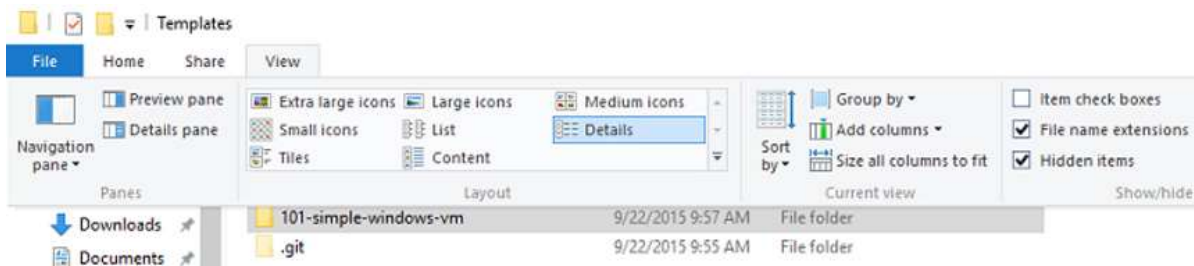 Templates
File Home Share View
Preview pane Extra large icons Large icons Medium icons Group by Item check boxes
Details pane Small icons List Details Add columns File name extensions
Navigation pane Tiles Content Sort by Size all columns to fit Hidden items
Panes Layout Current view Show/hide
Downloads 101-simple-windows-vm 9/22/2015 9:57 AM File folder
Documents .git 9/22/2015 9:55 AM File folder